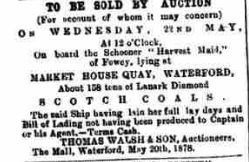 TO BE SOLD BY AUCTION
(For account of whom it may concern)
On WEDNESDAY, 22ND MAY,
At 12 o'Clock,
On board the Schooner "Harvest Maid,"
of Fowey, lying at
MARKET HOUSE QUAY, WATERFORD,
About 158 tons of Lanark Diamond
SCOTCH COALS.
The said Ship having lain her full lay days and
Bill of Lading not having been produced to Captain
or his Agent.—Terms Cash.
THOMAS WALSH & SON, Auctioneers.
The Mall, Waterford, May 20th, 1878.